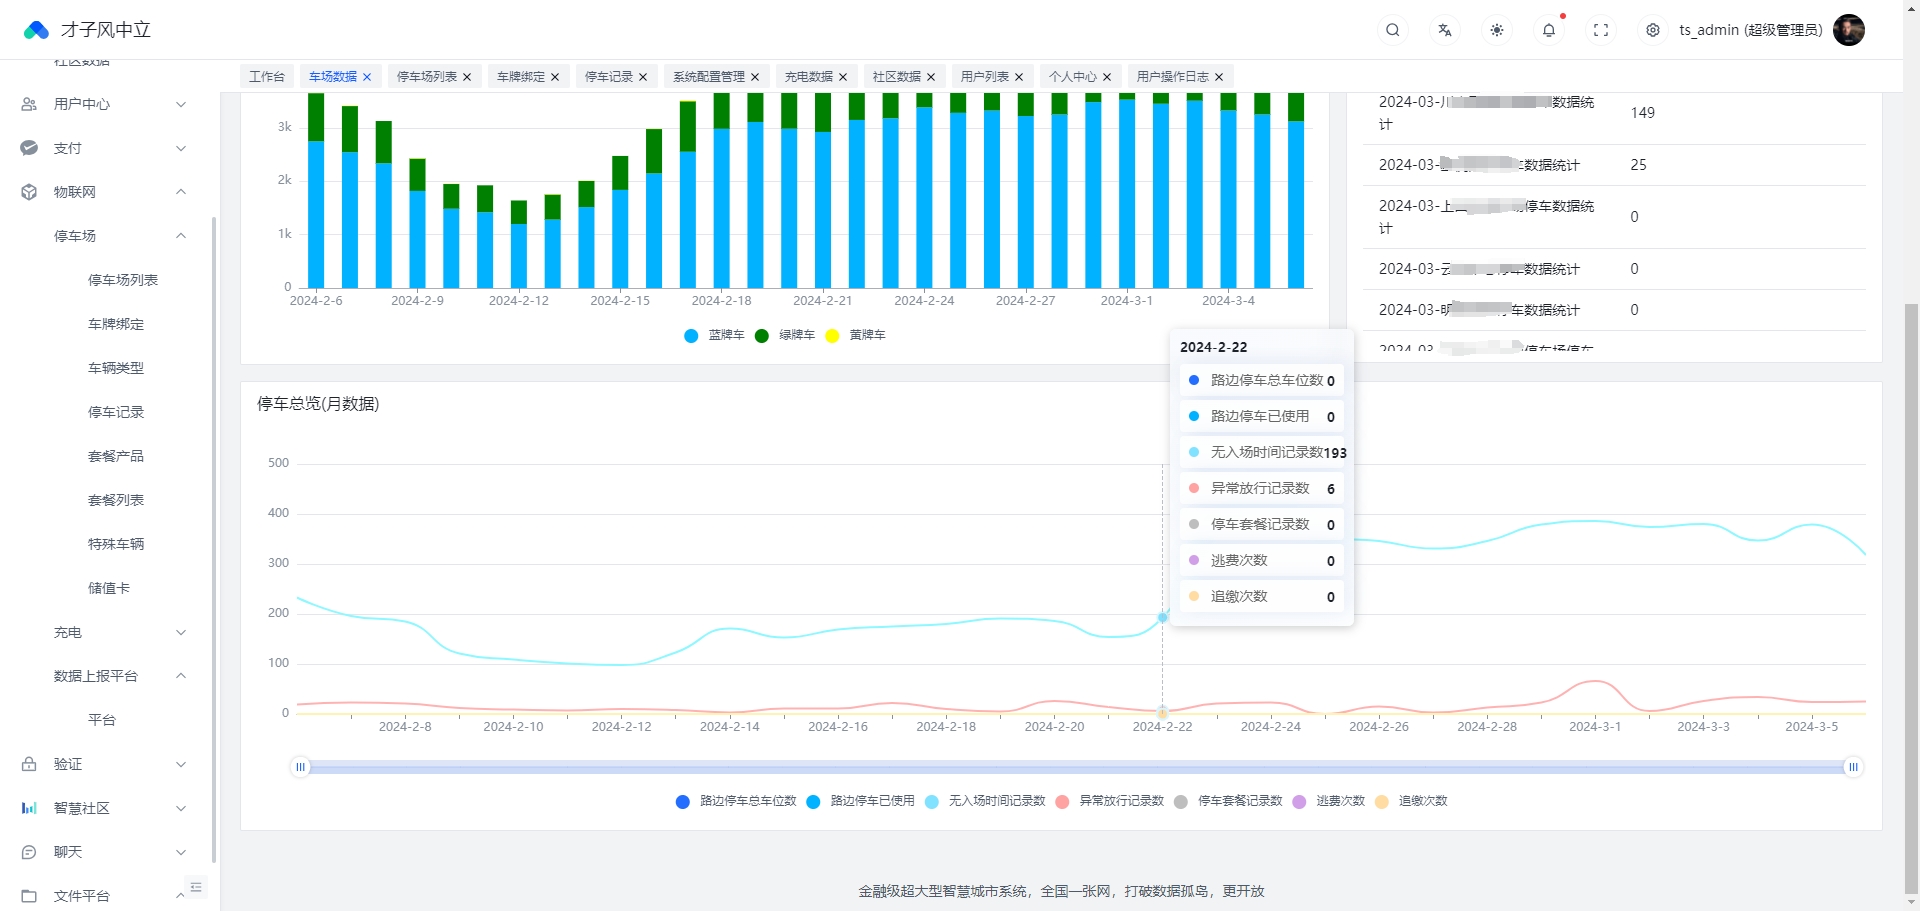 才子风中立
ts_admin (超级管理员)
工作台
车场数据
停车场列表
车牌绑定
停车记录
系统配置管理
充电数据
社区数据
用户列表
个人中心
用户操作日志
社区数据
用户中心
支付
物联网
停车场
停车场列表
车牌绑定
车辆类型
停车记录
套餐产品
套餐列表
特殊车辆
储值卡
充电
数据上报平台
平台
验证
智慧社区
聊天
文件平台
3k
2k
1k
0
2024-2-6
2024-2-9
2024-2-12
2024-2-15
2024-2-18
2024-2-21
2024-2-24
2024-2-27
2024-3-1
2024-3-4
蓝牌车
绿牌车
黄牌车
2024-03-川 数据统
计
149
2024-03- 车数据统计
25
2024-03-上 停车数据统
计
0
2024-03-云 数据统计
0
2024-03-明 车数据统计
0
2024-03- 停车场停车
停车总览(月数据)
500
400
300
200
100
0
2024-2-22
路边停车总车位数 0
路边停车已使用 0
无入场时间记录数193
异常放行记录数 6
停车套餐记录数 0
逃费次数 0
追缴次数 0
2024-2-8
2024-2-10
2024-2-12
2024-2-14
2024-2-16
2024-2-18
2024-2-20
2024-2-22
2024-2-24
2024-2-26
2024-2-28
2024-3-1
2024-3-3
2024-3-5
路边停车总车位数
路边停车已使用
无入场时间记录数
异常放行记录数
停车套餐记录数
逃费次数
追缴次数
金融级超大型智慧城市系统，全国一张网，打破数据孤岛，更开放